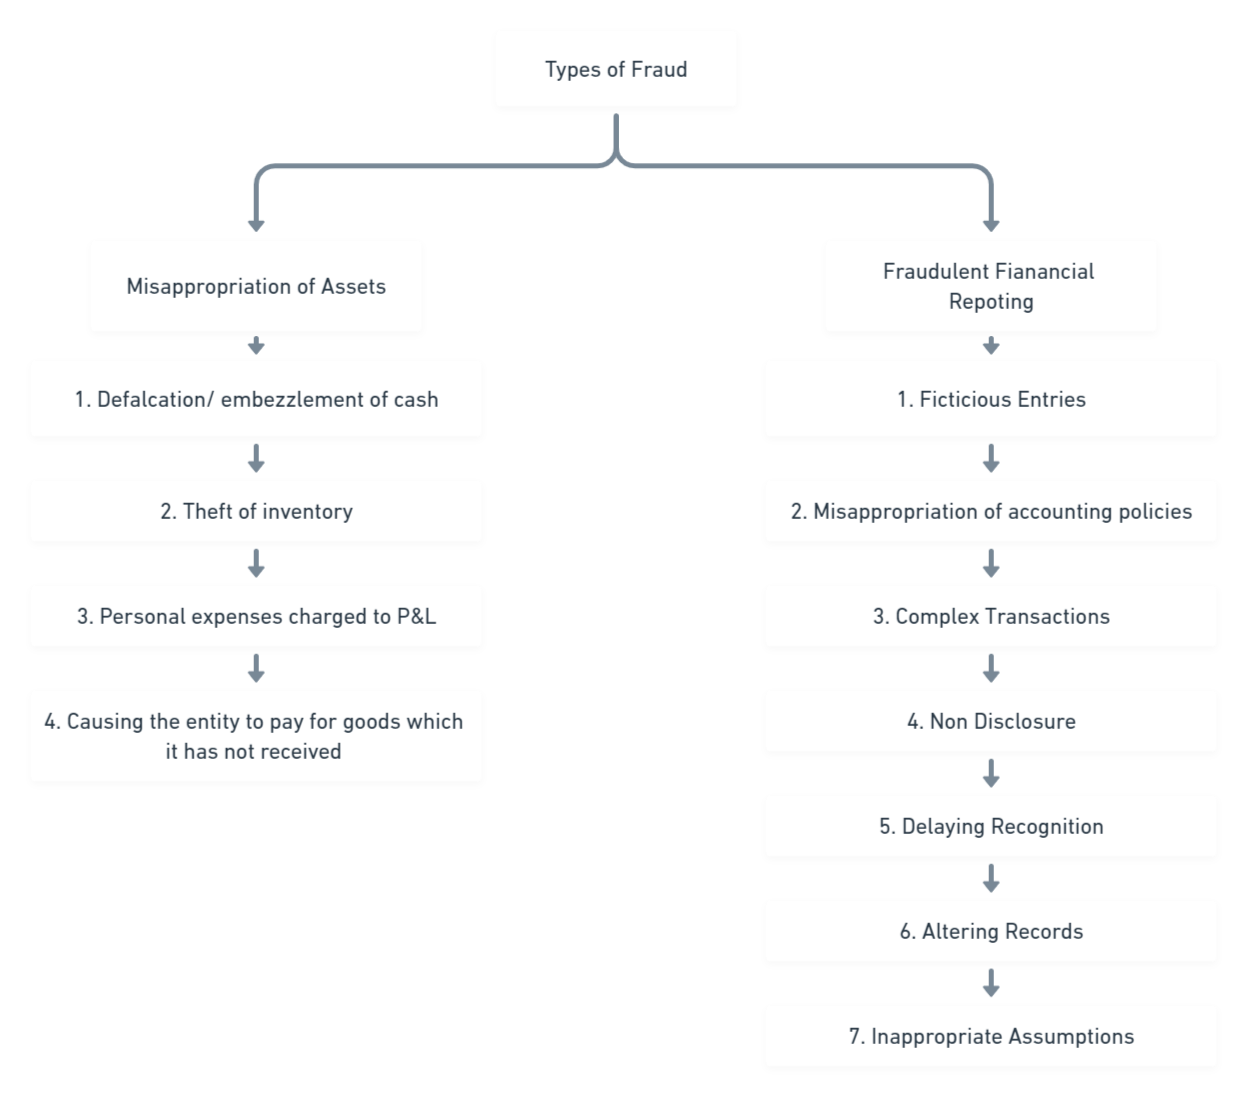 Types of Fraud
Misappropriation of Assets
1. Defalcation/ embezzlement of cash
2. Theft of inventory
3. Personal expenses charged to P&L
4. Causing the entity to pay for goods which
it has not received
Fraudulent Fianancial
Repoting
1. Ficticious Entries
2. Misappropriation of accounting policies
3. Complex Transactions
4. Non Disclosure
5. Delaying Recognition
6. Altering Records
7. Inappropriate Assumptions